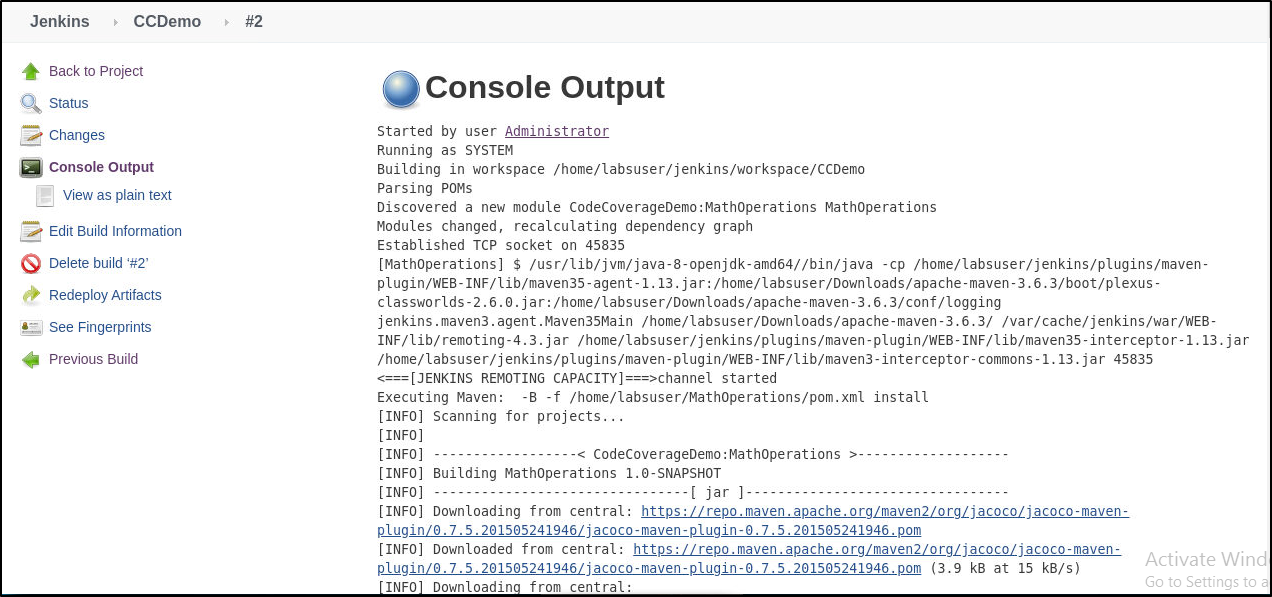 Jenkins CCDemo #2
Back to Project
Status
Changes
Console Output
View as plain text
Edit Build Information
Delete build ‘#2’
Redeploy Artifacts
See Fingerprints
Previous Build
Console Output
Started by user Administrator
Running as SYSTEM
Building in workspace /home/labsuser/jenkins/workspace/CCDemo
Parsing POMs
Discovered a new module CodeCoverageDemo:MathOperations MathOperations
Modules changed, recalculating dependency graph
Established TCP socket on 45835
[MathOperations] $ /usr/lib/jvm/java-8-openjdk-amd64//bin/java -cp /home/labsuser/jenkins/plugins/maven-
plugin/WEB-INF/lib/maven35-agent-1.13.jar:/home/labsuser/Downloads/apache-maven-3.6.3/boot/plexus-
classworlds-2.6.0.jar:/home/labsuser/Downloads/apache-maven-3.6.3/conf/logging
jenkins.maven3.agent.Maven35Main /home/labsuser/Downloads/apache-maven-3.6.3/ /var/cache/jenkins/war/WEB-
INF/lib/remoting-4.3.jar /home/labsuser/jenkins/plugins/maven-plugin/WEB-INF/lib/maven35-interceptor-1.13.jar
/home/labsuser/jenkins/plugins/maven-plugin/WEB-INF/lib/maven3-interceptor-commons-1.13.jar 45835
<===[JENKINS REMOTING CAPACITY]===>channel started
Executing Maven:  -B -f /home/labsuser/MathOperations/pom.xml install
[INFO] Scanning for projects...
[INFO]
[INFO] ------------------< CodeCoverageDemo:MathOperations >-------------------
[INFO] Building MathOperations 1.0-SNAPSHOT
[INFO] --------------------------------[ jar ]---------------------------------
[INFO] Downloading from central: https://repo.maven.apache.org/maven2/org/jacoco/jacoco-maven-
plugin/0.7.5.201505241946/jacoco-maven-plugin-0.7.5.201505241946.pom
[INFO] Downloaded from central: https://repo.maven.apache.org/maven2/org/jacoco/jacoco-maven-
plugin/0.7.5.201505241946/jacoco-maven-plugin-0.7.5.201505241946.pom (3.9 kB at 15 kB/s)
[INFO] Downloading from central:
Activate Wind
Go to Settings to a